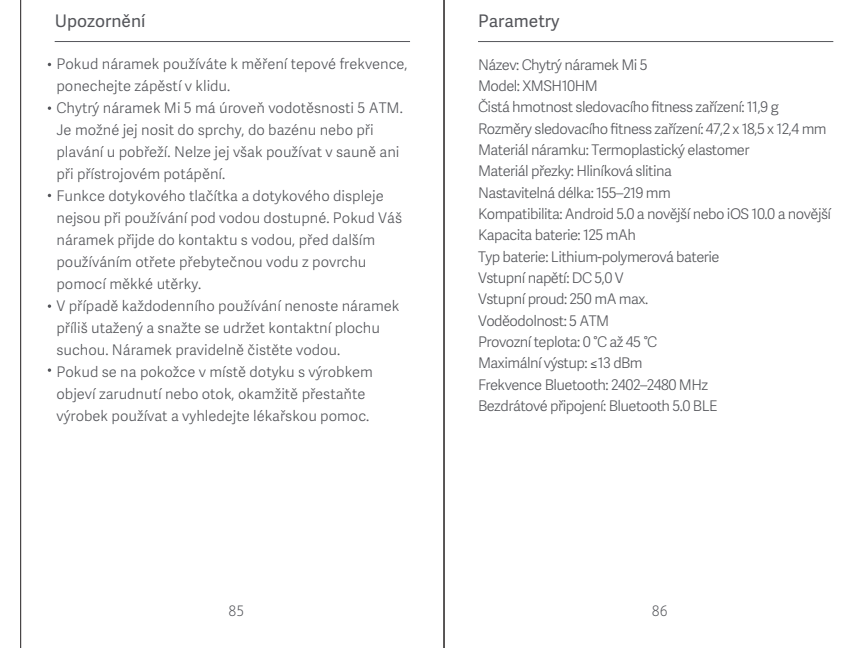 Upozornění
• Pokud náramek používáte k měření tepové frekvence,
ponechejte zápěstí v klidu.
• Chytrý náramek Mi 5 má úroveň vodotěsnosti 5 ATM.
Je možné jej nosit do sprchy, do bazénu nebo při
plavání u pobřeží. Nelze jej však používat v sauně ani
při přístrojovém potápění.
• Funkce dotykového tlačítka a dotykového displeje
nejsou při používání pod vodou dostupné. Pokud Váš
náramek přijde do kontaktu s vodou, před dalším
používáním otřete přebytečnou vodu z povrchu
pomocí měkké utěrky.
• V případě každodenního používání nenoste náramek
příliš utažený a snažte se udržet kontaktní plochu
suchou. Náramek pravidelně čistěte vodou.
• Pokud se na pokožce v místě dotyku s výrobkem
objeví zarudnutí nebo otok, okamžitě přestaňte
výrobek používat a vyhledejte lékařskou pomoc.
85
Parametry
Název: Chytrý náramek Mi 5
Model: XMSH10HM
Čistá hmotnost sledovacího fitness zařízení: 11,9 g
Rozměry sledovacího fitness zařízení: 47,2 x 18,5 x 12,4 mm
Materiál náramku: Termoplastický elastomer
Materiál přezky: Hliníková slitina
Nastavitelná délka: 155–219 mm
Kompatibilita: Android 5.0 a novější nebo iOS 10.0 a novější
Kapacita baterie: 125 mAh
Typ baterie: Lithium-polymerová baterie
Vstupní napětí: DC 5,0 V
Vstupní proud: 250 mA max.
Voděodolnost: 5 ATM
Provozní teplota: 0 °C až 45 °C
Maximální výstup: ≤13 dBm
Frekvence Bluetooth: 2402–2480 MHz
Bezdrátové připojení: Bluetooth 5.0 BLE
86